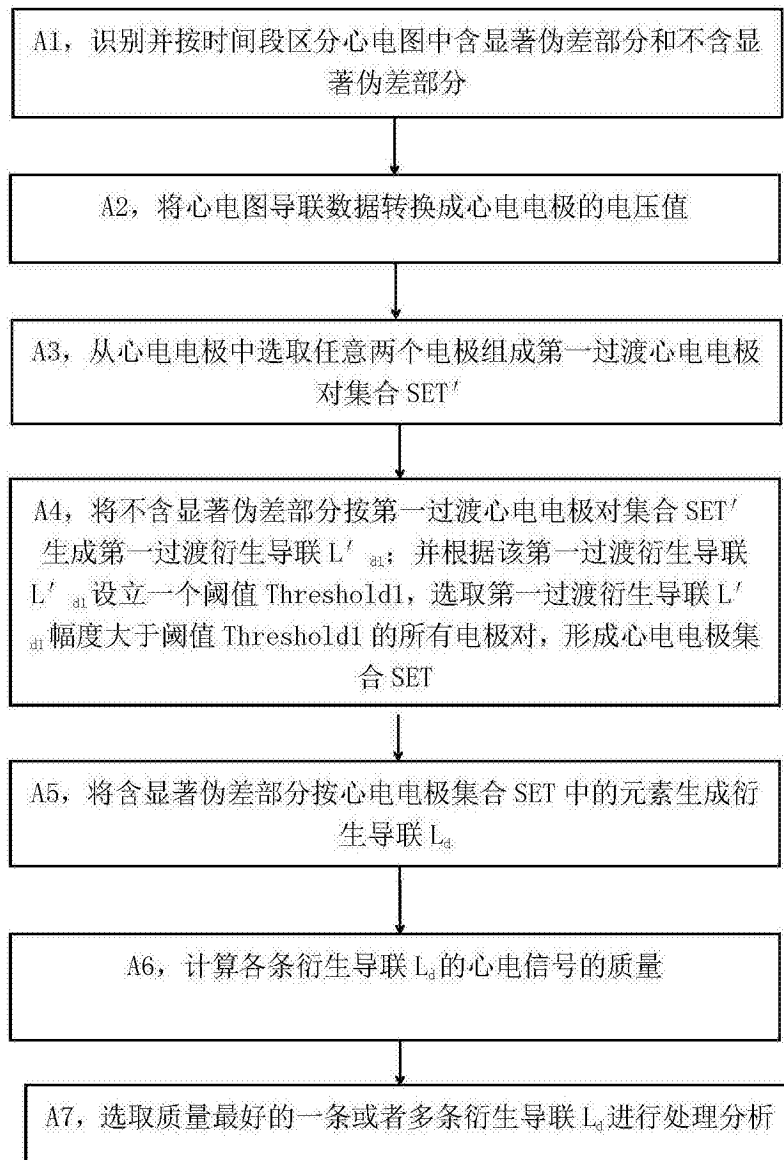 A1，识别并按时间段区分心电图中含显著伪差部分和不含显
著伪差部分
A2，将心电图导联数据转换成心电电极的电压值
A3，从心电电极中选取任意两个电极组成第一过渡心电电极
对集合 SET′
A4，将不含显著伪差部分按第一过渡心电电极对集合 SET′
生成第一过渡衍生导联 L′d1；并根据该第一过渡衍生导联
L′d1设立一个阈值 Threshold1，选取第一过渡衍生导联 L′
d1幅度大于阈值 Threshold1 的所有电极对，形成心电电极集
合 SET
A5，将含显著伪差部分按心电电极集合 SET 中的元素生成衍
生导联 Ld
A6，计算各条衍生导联 Ld的心电信号的质量
A7，选取质量最好的一条或者多条衍生导联 Ld进行处理分析